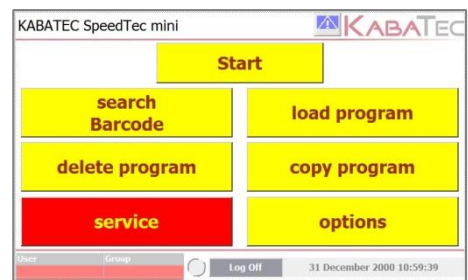 KABATEC SpeedTec mini
KABATEC
Start
search
Barcode
load program
delete program
copy program
service
options
User
Group
Log Off
31 December 2000 10:59:39